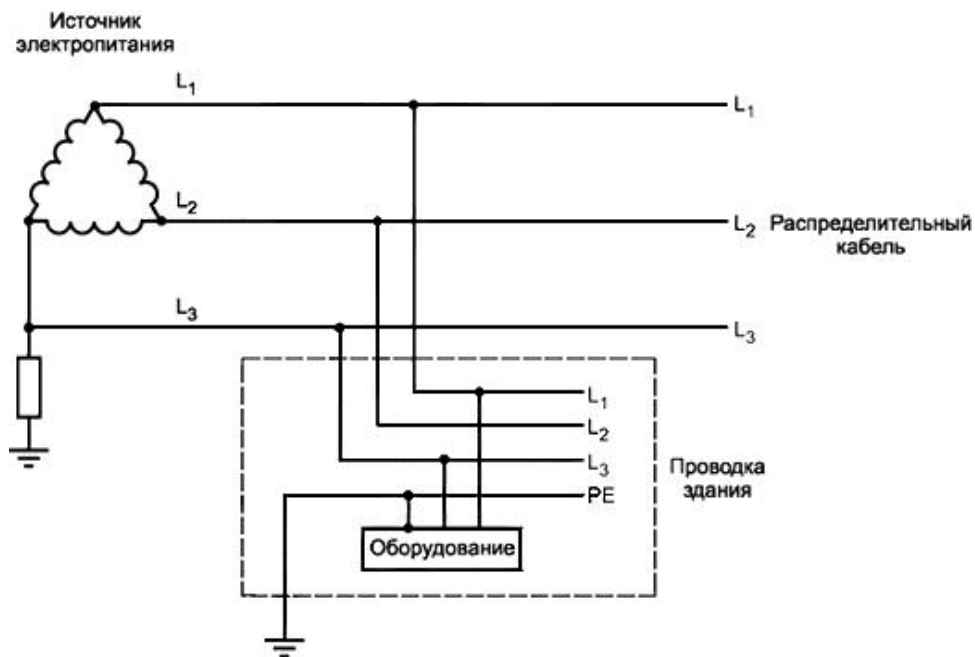 Источник
электропитания
L₁
L₁
L₂
L₂
Распределительный
кабель
L₃
L₃
L₁
L₂
L₃
PE
Проводка
здания
Оборудование